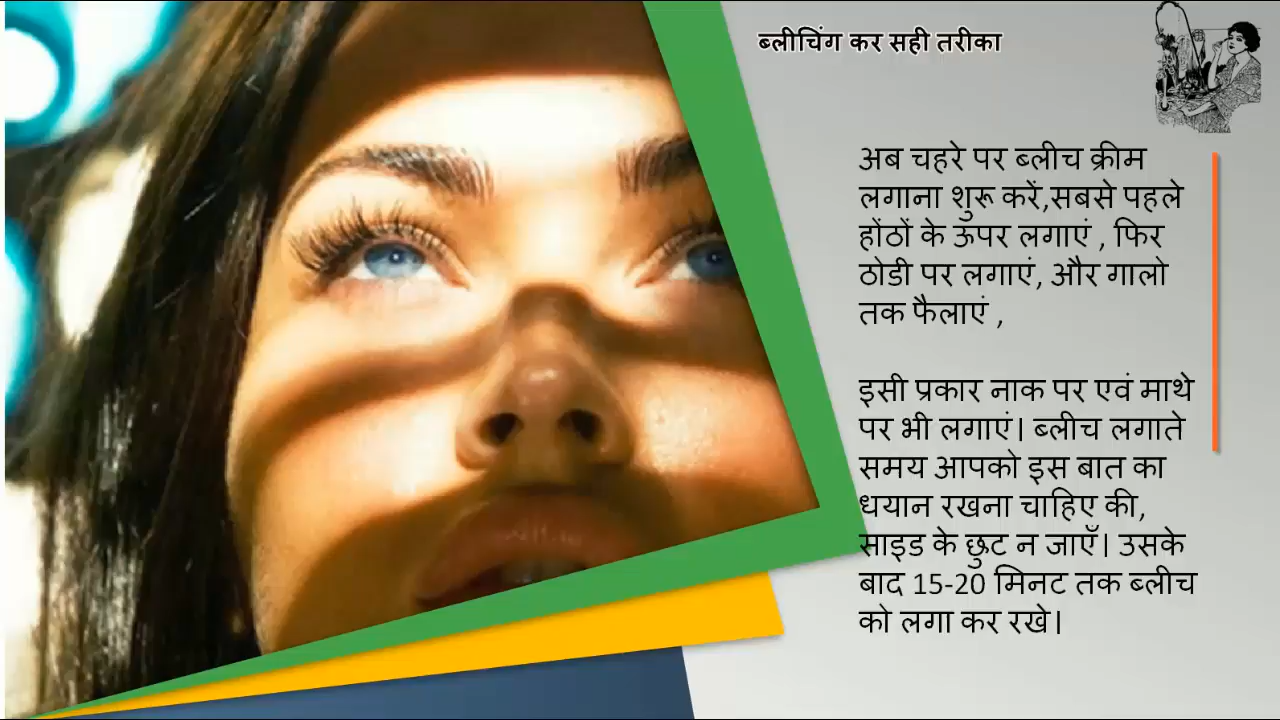 ब्लीचिंग कर सही तरीका
अब चहरे पर ब्लीच क्रीम
लगाना शुरू करें,सबसे पहले
होंठों के ऊपर लगाएं , फिर
ठोडी पर लगाएं, और गालो
तक फैलाएं ,
इसी प्रकार नाक पर एवं माथे
पर भी लगाएं। ब्लीच लगाते
समय आपको इस बात का
धयान रखना चाहिए की,
साइड के छुट न जाएँ। उसके
बाद 15-20 मिनट तक ब्लीच
को लगा कर रखे।